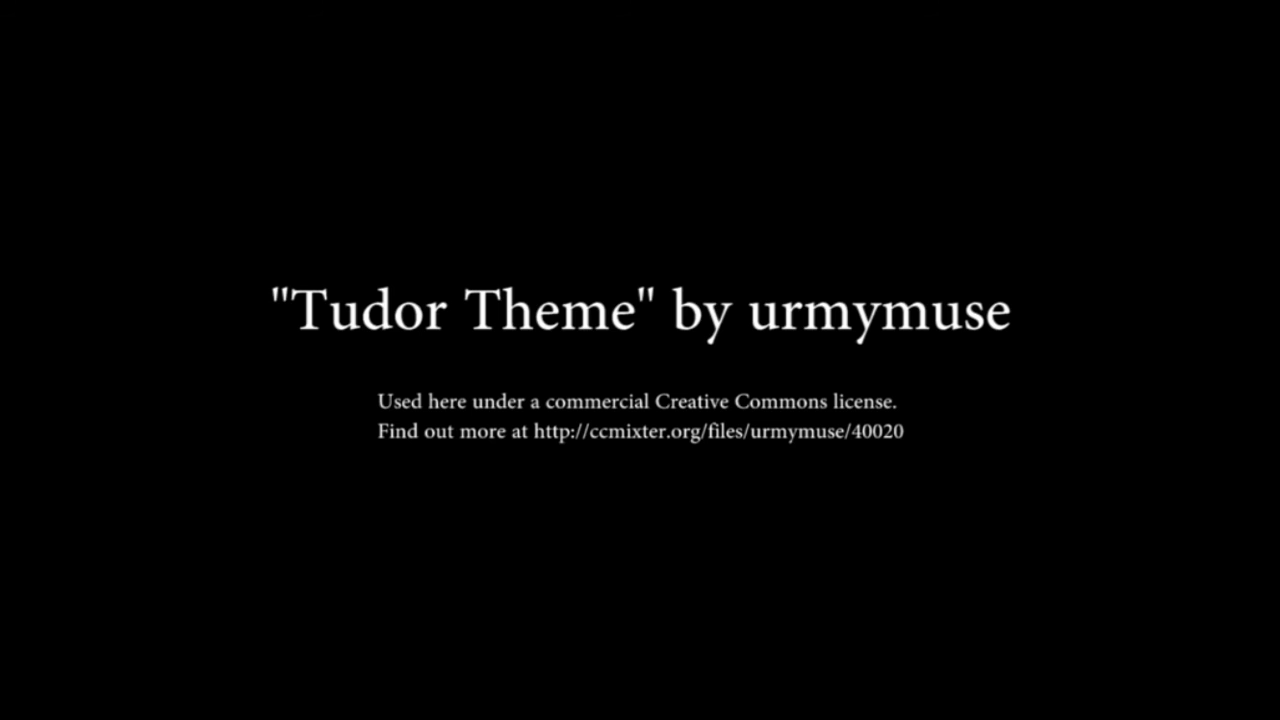 "Tudor Theme" by urmymuse
Used here under a commercial Creative Commons license.
Find out more at http://ccmixter.org/files/urmymuse/40020